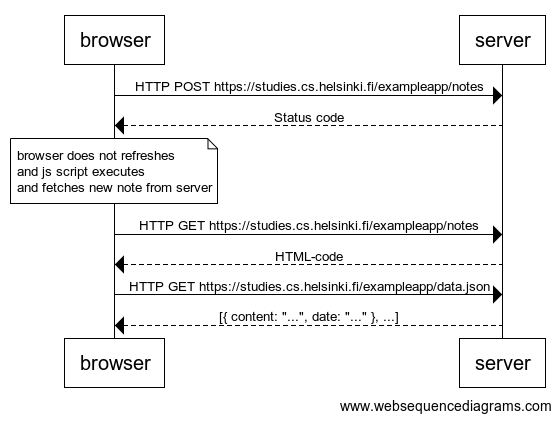 browser
server
HTTP POST https://studies.cs.helsinki.fi/exampleapp/notes
Status code
browser does not refreshes
and js script executes
and fetches new note from server
HTTP GET https://studies.cs.helsinki.fi/exampleapp/notes
HTML-code
HTTP GET https://studies.cs.helsinki.fi/exampleapp/data.json
[{ content: "...", date: "..." }, ...]
browser
server
www.websequencediagrams.com